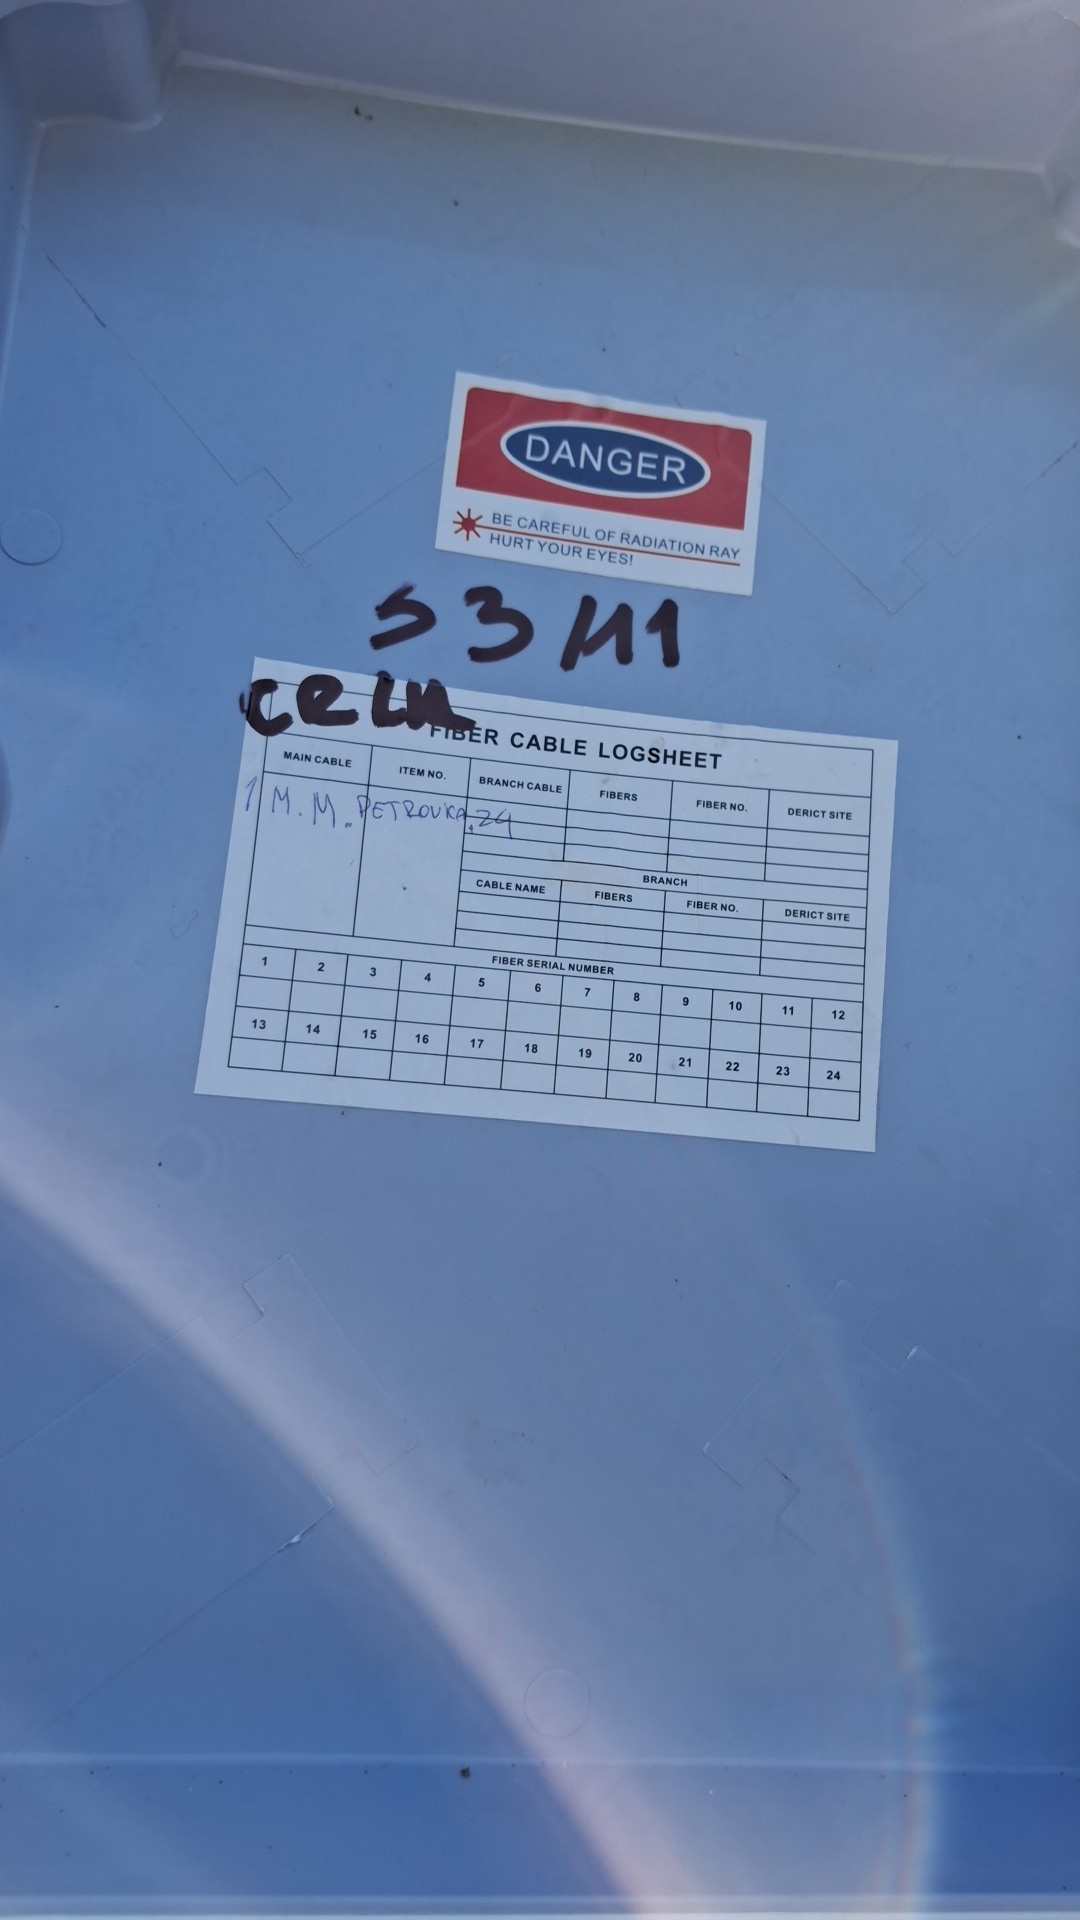 DANGER
BE CAREFUL OF RADIATION RAY
HURT YOUR EYES!
S3 M1
FIBER CABLE LOGSHEET
MAIN CABLE ITEM NO. BRANCH CABLE FIBERS FIBER NO. DERICT SITE
1 M.M. PETROVKA.24
BRANCH
CABLE NAME FIBERS FIBER NO. DERICT SITE
FIBER SERIAL NUMBER
1 2 3 4 5 6 7 8 9 10 11 12
13 14 15 16 17 18 19 20 21 22 23 24